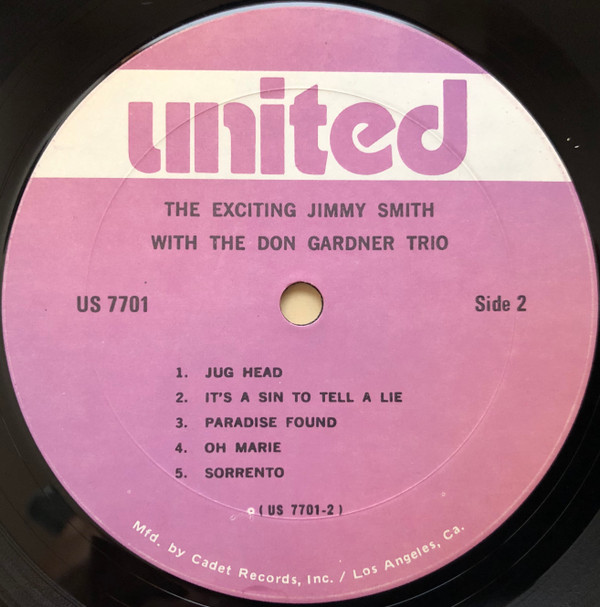 united
THE EXCITING JIMMY SMITH
WITH THE DON GARDNER TRIO
US 7701
Side 2
1. JUG HEAD
2. IT'S A SIN TO TELL A LIE
3. PARADISE FOUND
4. OH MARIE
5. SORRENTO
(US 7701-2)
Mfd. by Cadet Records, Inc. / Los Angeles, Ca.